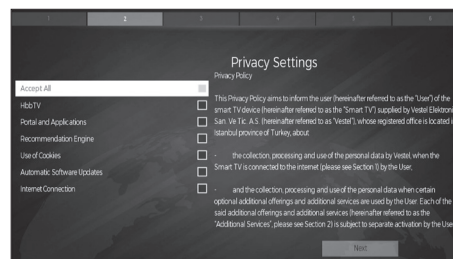 1 2 3 4 5 6
Privacy Settings
Privacy Policy
Accept All
HbbTV
Portal and Applications
Recommendation Engine
Use of Cookies
Automatic Software Updates
Internet Connection
This Privacy Policy aims to inform the user (hereinafter referred to as the "User") of the
smart TV device (hereinafter referred to as the "Smart TV") supplied by Vestel Elektroni
San. Ve Tic. A.S. (hereinafter referred to as "Vestel"), whose registered office is located i
Istanbul province of Turkey, about
· the collection, processing and use of the personal data by Vestel, when the
Smart TV is connected to the internet (please see Section 1) by the User,
· and the collection, processing and use of the personal data when certain
optional additional offerings and additional services are used by the User. Each of the
said additional offerings and additional services (hereinafter referred to as the
"Additional Services", please see Section 2) is subject to separate activation by the Use
Next